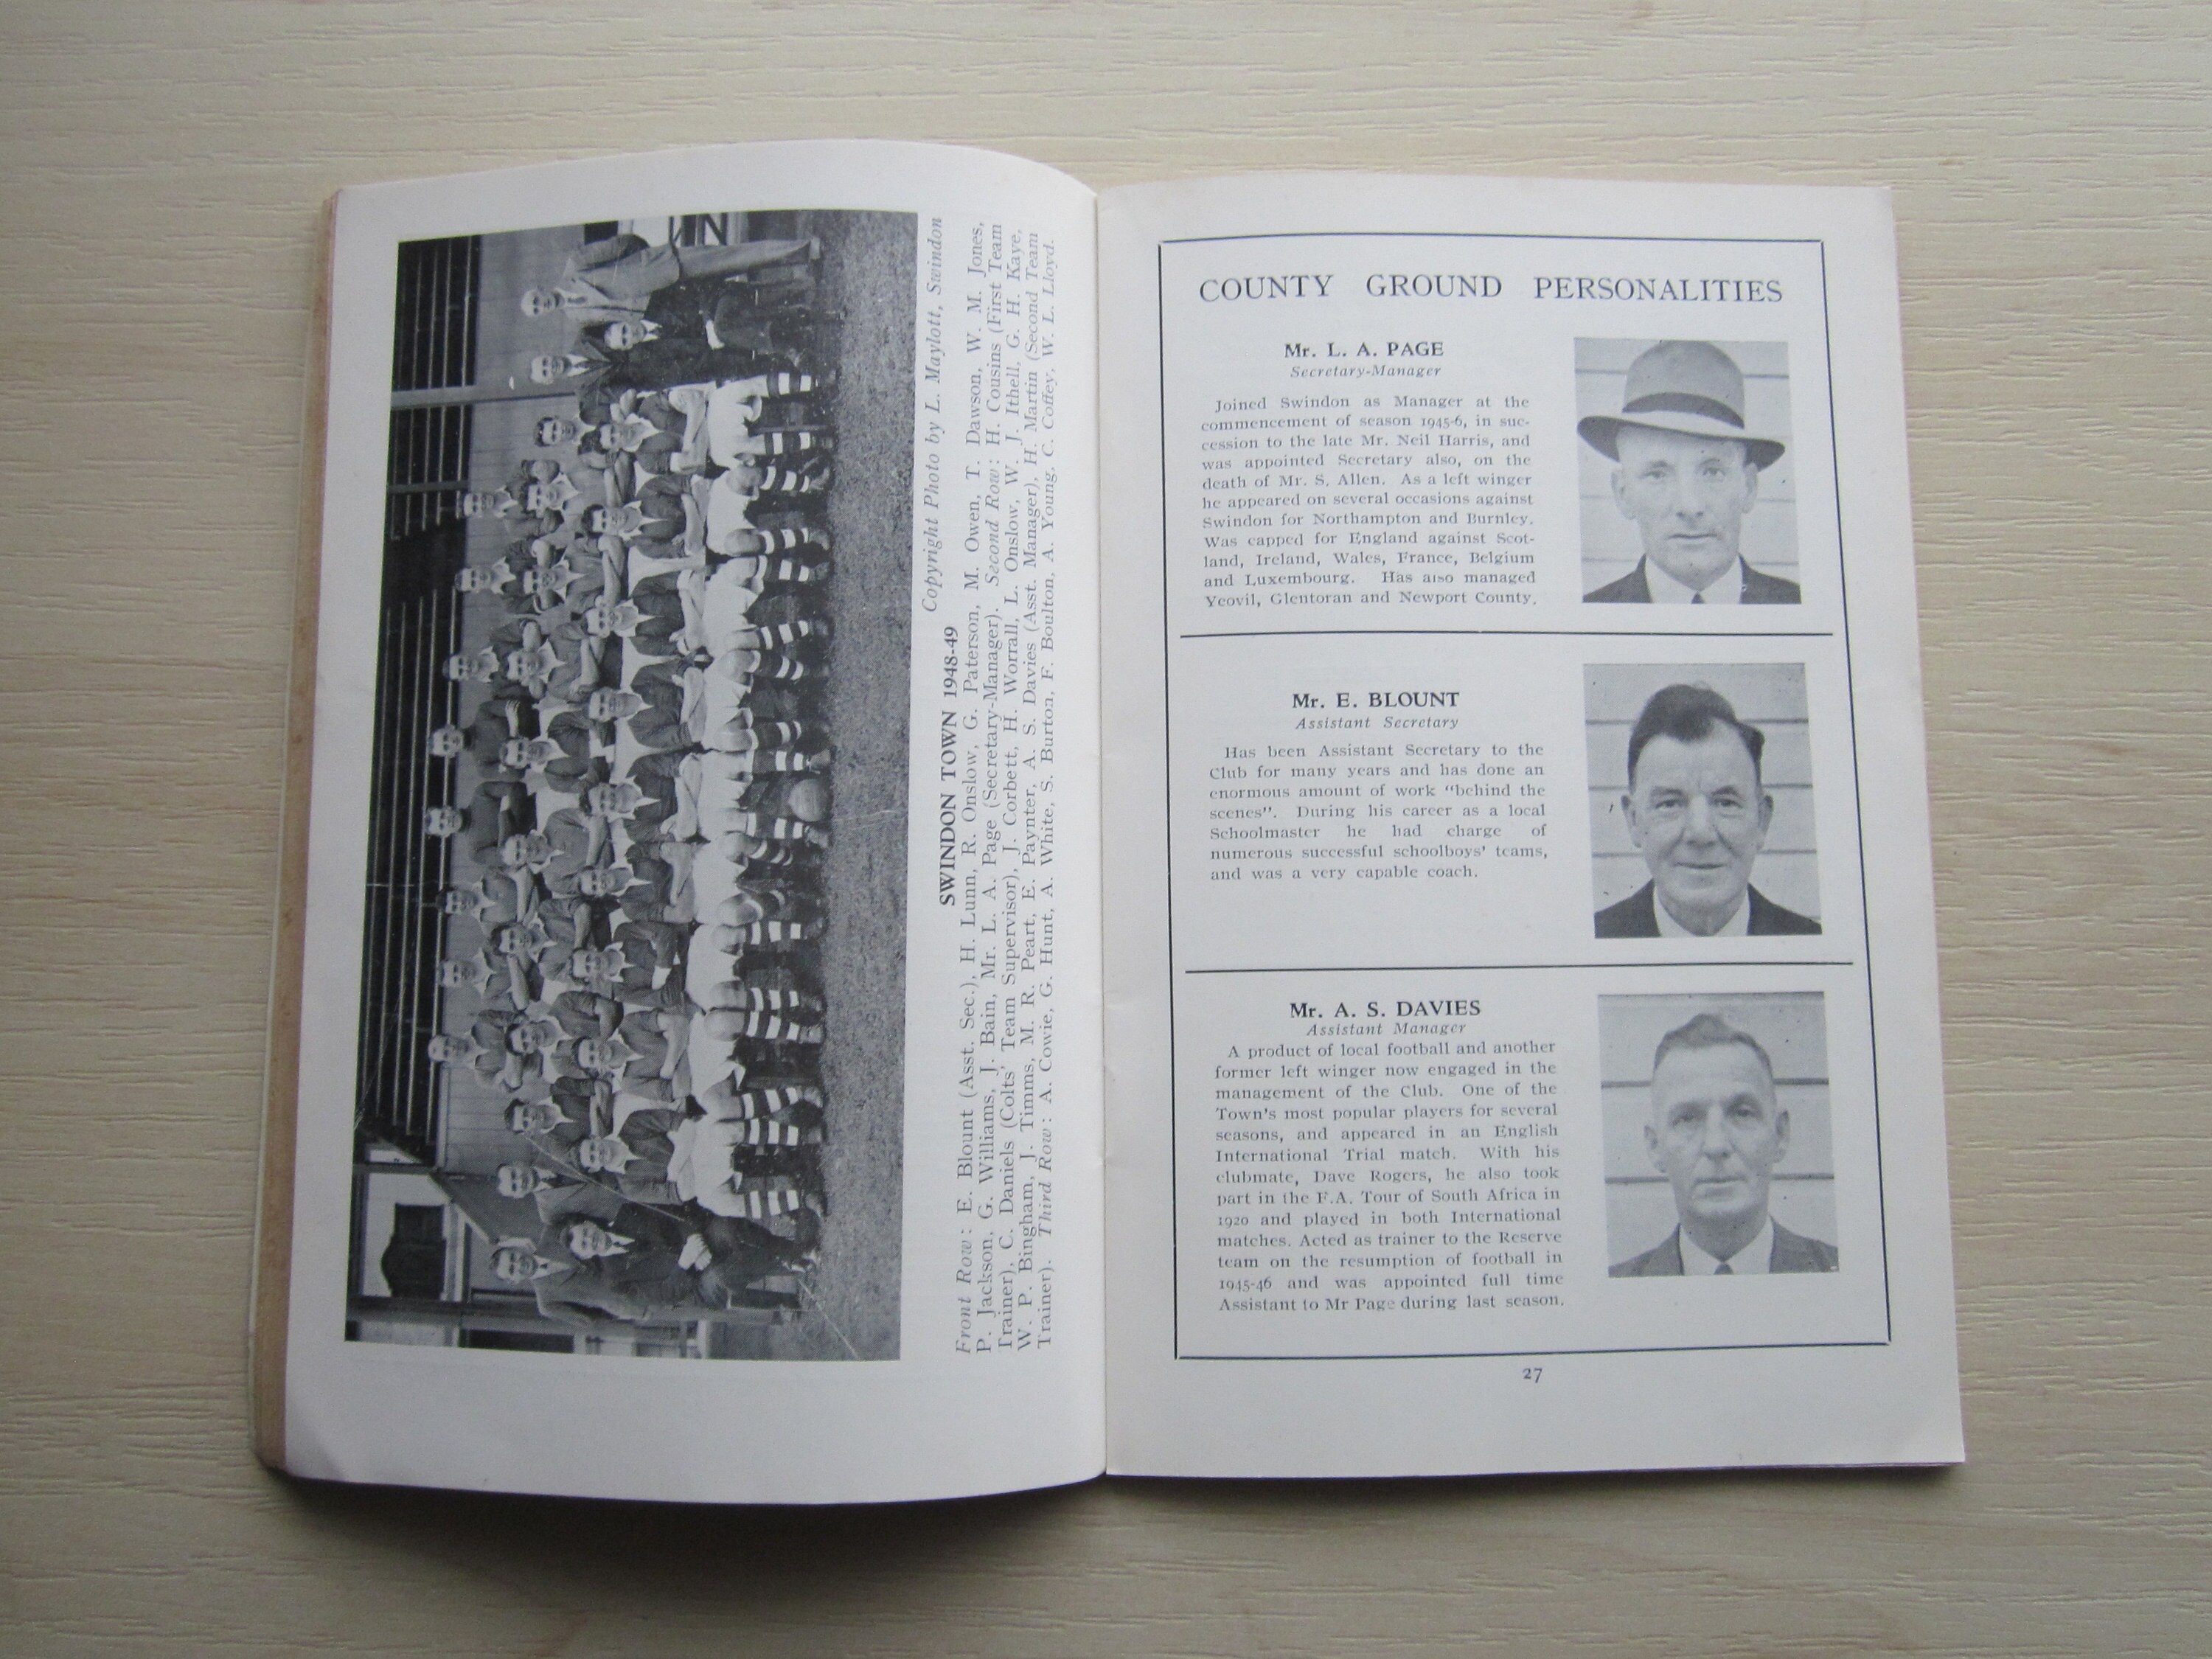 Copyright Photo by L. Maylott, Swindon
SWINDON TOWN 1948-49
Front Row: E. Blount (Asst. Sec.), H. Lunn, R. Onslow, G. Paterson, M. Owen, T. Dawson, W. M. Jones,
P. Jackson, G. Williams, J. Bain, Mr. L. A. Page (Secretary-Manager). Second Row: H. Cousins (First Team
Trainer), C. Daniels (Colts' Team Supervisor), J. Corbett, H. Worrall, L. Onslow, W. J. Ithell, G. H. Kaye,
W. P. Bingham, J. Timms, M. R. Peart, E. Paynter, A. S. Davies (Asst. Manager), H. Martin (Second Team
Trainer). Third Row: A. Cowie, G. Hunt, A. White, S. Burton, F. Boulton, A. Young, C. Coffey, W. L. Lloyd.
COUNTY GROUND PERSONALITIES
Mr. L. A. PAGE
Secretary-Manager
Joined Swindon as Manager at the
commencement of season 1945-6, in suc-
cession to the late Mr. Neil Harris, and
was appointed Secretary also, on the
death of Mr. S. Allen. As a left winger
he appeared on several occasions against
Swindon for Northampton and Burnley.
Was capped for England against Scot-
land, Ireland, Wales, France, Belgium
and Luxembourg. Has also managed
Yeovil, Glentoran and Newport County.
Mr. E. BLOUNT
Assistant Secretary
Has been Assistant Secretary to the
Club for many years and has done an
enormous amount of work "behind the
scenes". During his career as a local
Schoolmaster he had charge of
numerous successful schoolboys' teams,
and was a very capable coach.
Mr. A. S. DAVIES
Assistant Manager
A product of local football and another
former left winger now engaged in the
management of the Club. One of the
Town's most popular players for several
seasons, and appeared in an English
International Trial match. With his
clubmate, Dave Rogers, he also took
part in the F.A. Tour of South Africa in
1920 and played in both International
matches. Acted as trainer to the Reserve
team on the resumption of football in
1945-46 and was appointed full time
Assistant to Mr Page during last season.
27